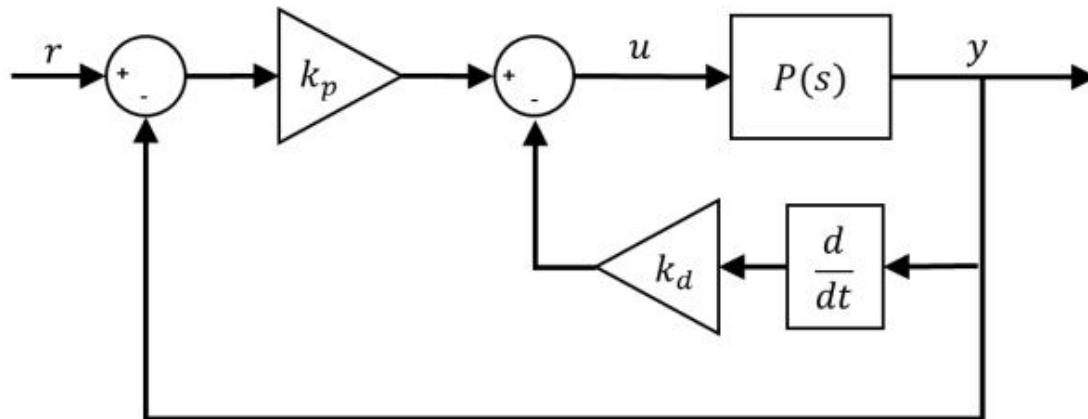 r
+
-
k_p
+
-
u
P(s)
y
k_d
d
dt